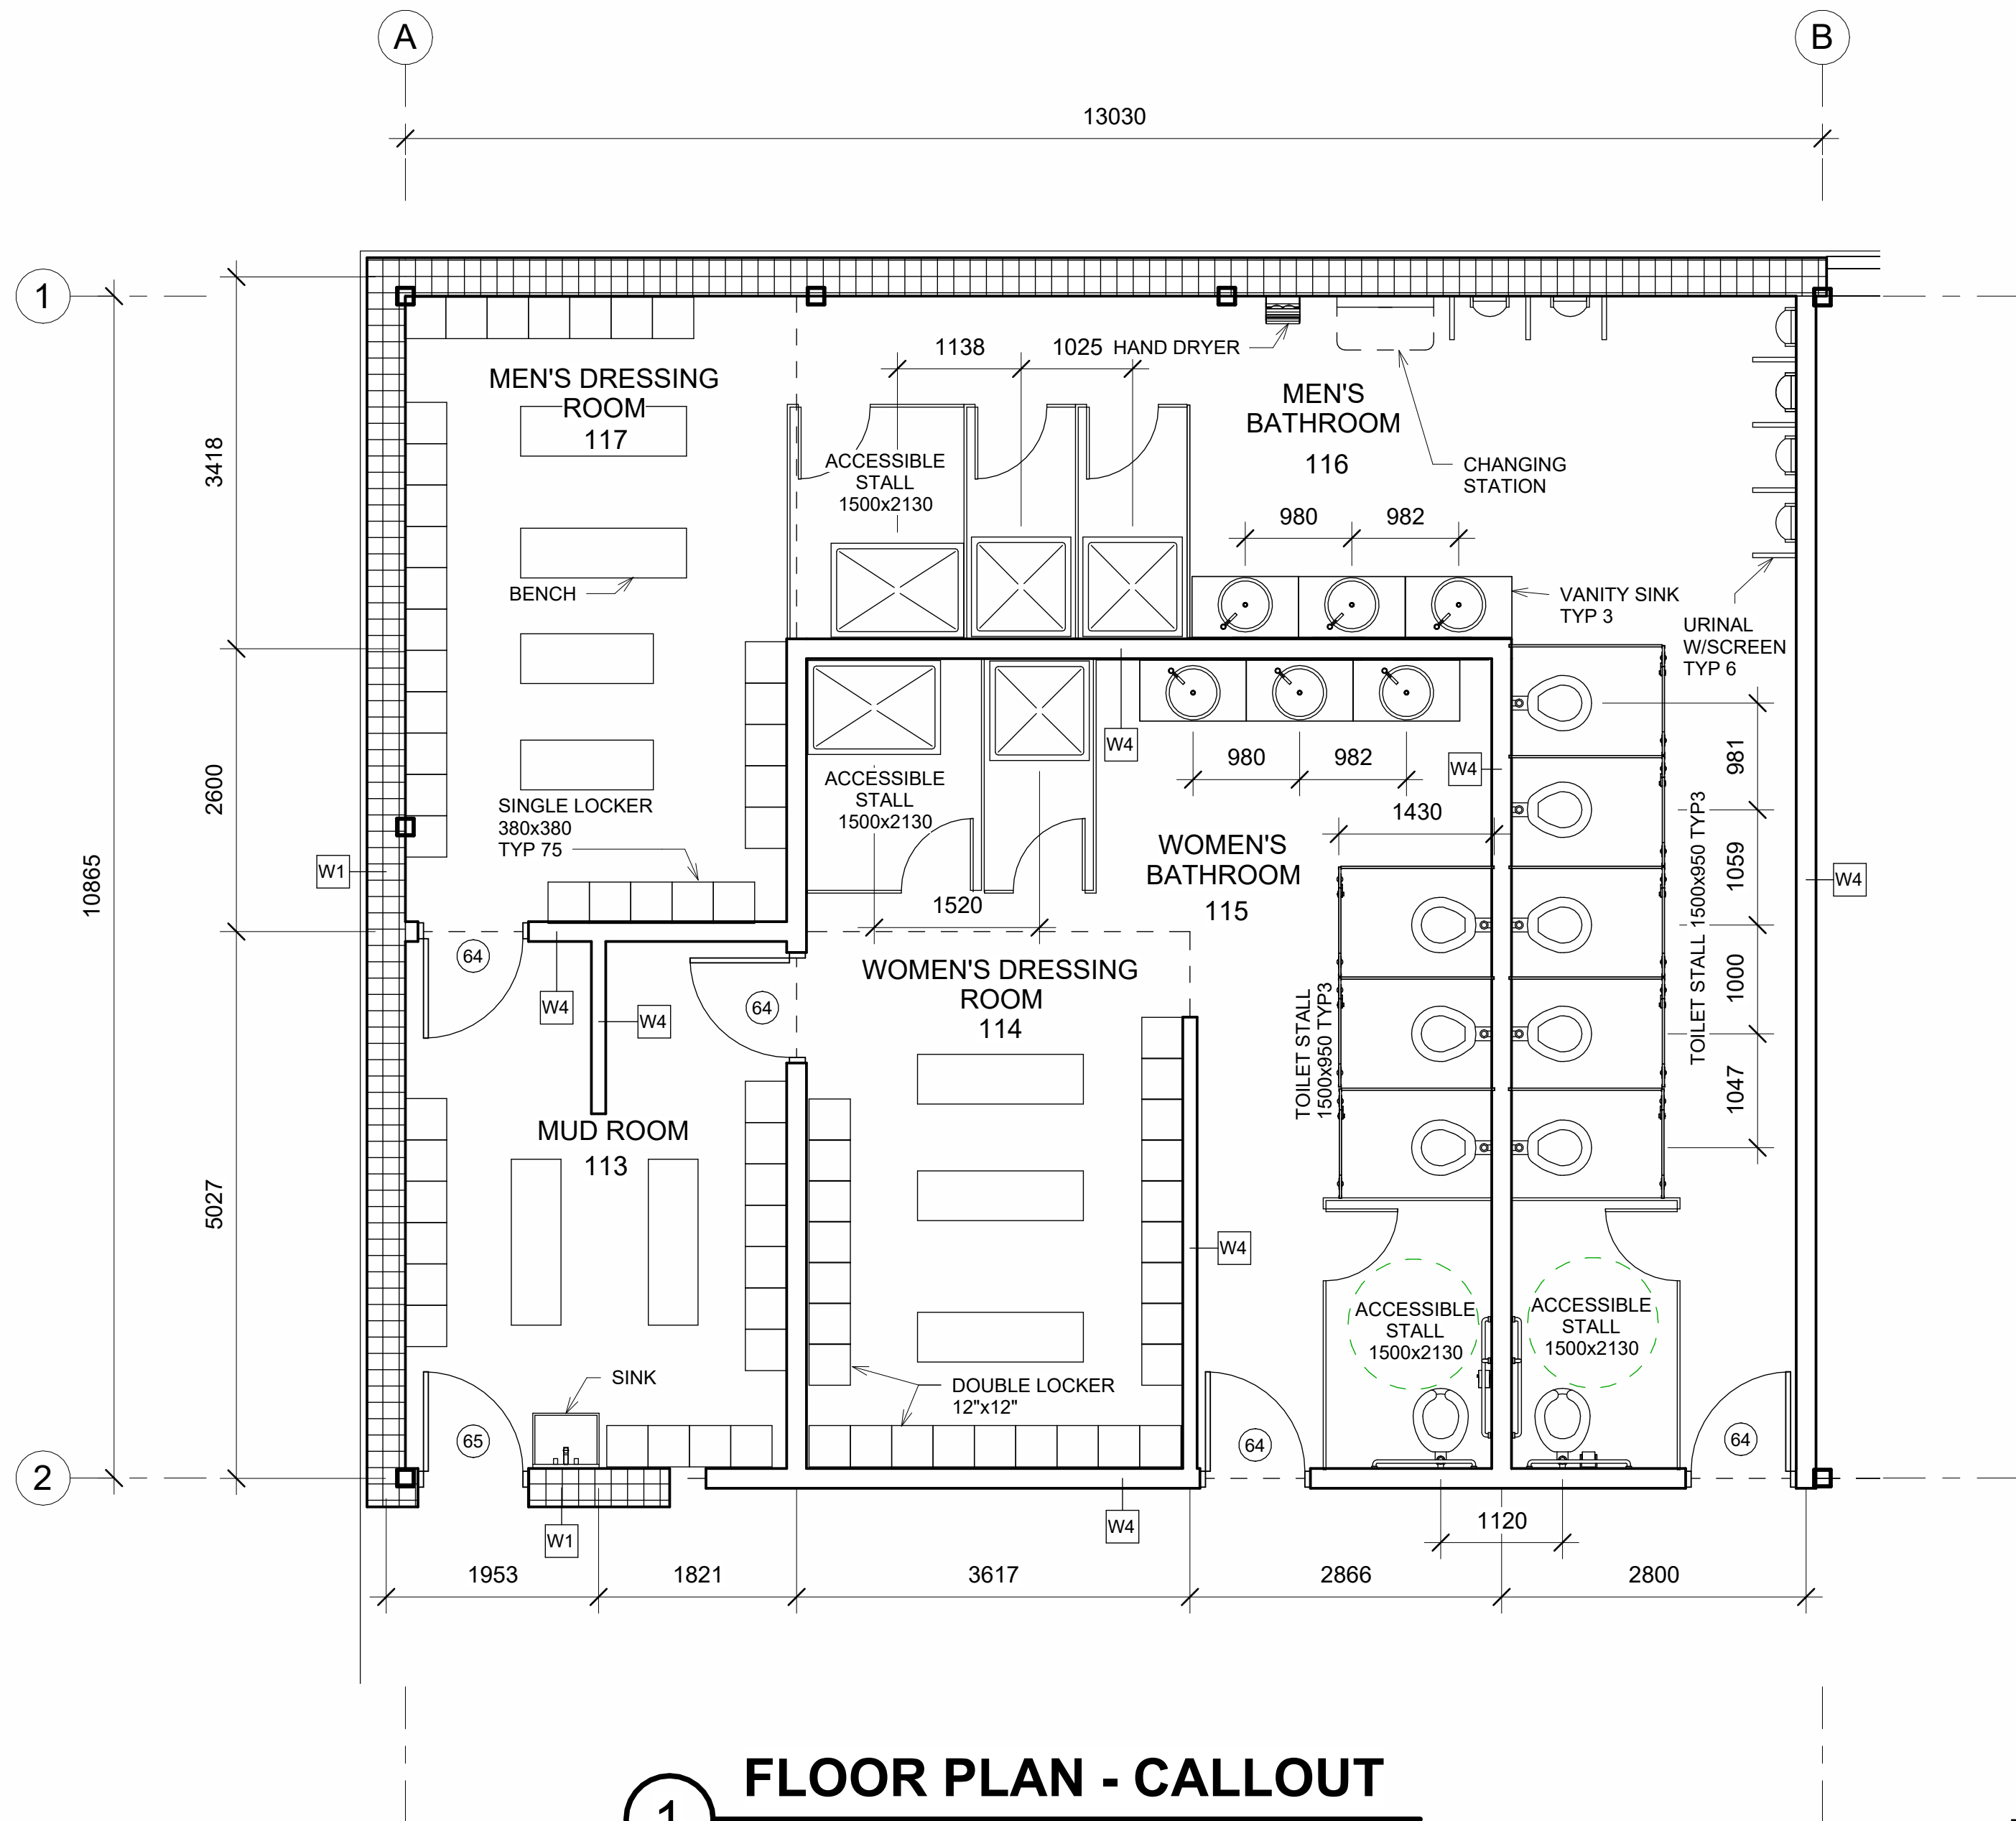 A
B
13030
1
3418
2600
10865
5027
2
MEN'S DRESSING
ROOM
117
1138
1025
HAND DRYER
MEN'S
BATHROOM
116
CHANGING
STATION
ACCESSIBLE
STALL
1500x2130
980
982
BENCH
VANITY SINK
TYP 3
URINAL
W/SCREEN
TYP 6
W4
980
982
W4
1430
ACCESSIBLE
STALL
1500x2130
SINGLE LOCKER
380x380
TYP 75
W1
WOMEN'S
BATHROOM
115
1520
981
1059
1000
1047
TOILET STALL 1500x950 TYP3
W4
64
W4
W4
64
WOMEN'S DRESSING
ROOM
114
TOILET STALL
1500x950 TYP3
MUD ROOM
113
W4
ACCESSIBLE
STALL
1500x2130
ACCESSIBLE
STALL
1500x2130
SINK
DOUBLE LOCKER
12"x12"
65
64
64
W1
W4
1120
1953
1821
3617
2866
2800
FLOOR PLAN - CALLOUT
1